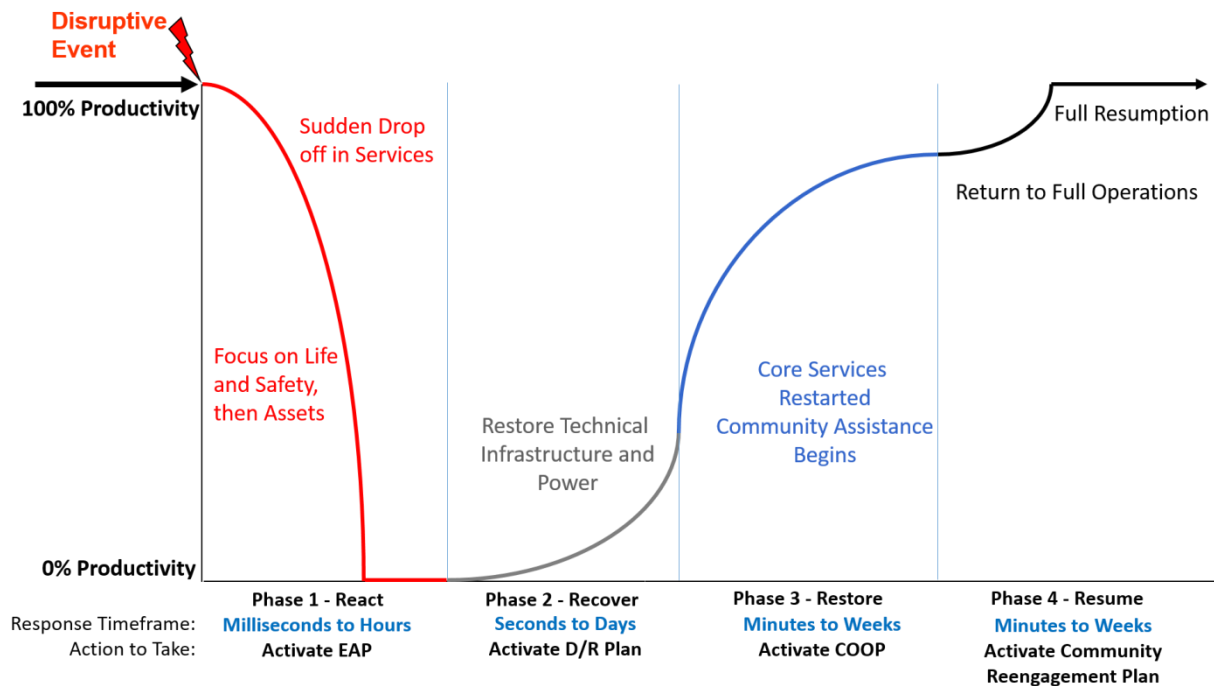 Disruptive
Event
100% Productivity
Sudden Drop
off in Services
Full Resumption
Return to Full Operations
Focus on Life
and Safety,
then Assets
Core Services
Restarted
Community Assistance
Begins
Restore Technical
Infrastructure and
Power
0% Productivity
Phase 1 - React
Phase 2 - Recover
Phase 3 - Restore
Phase 4 - Resume
Response Timeframe:
Milliseconds to Hours
Seconds to Days
Minutes to Weeks
Minutes to Weeks
Action to Take:
Activate EAP
Activate D/R Plan
Activate COOP
Activate Community
Reengagement Plan